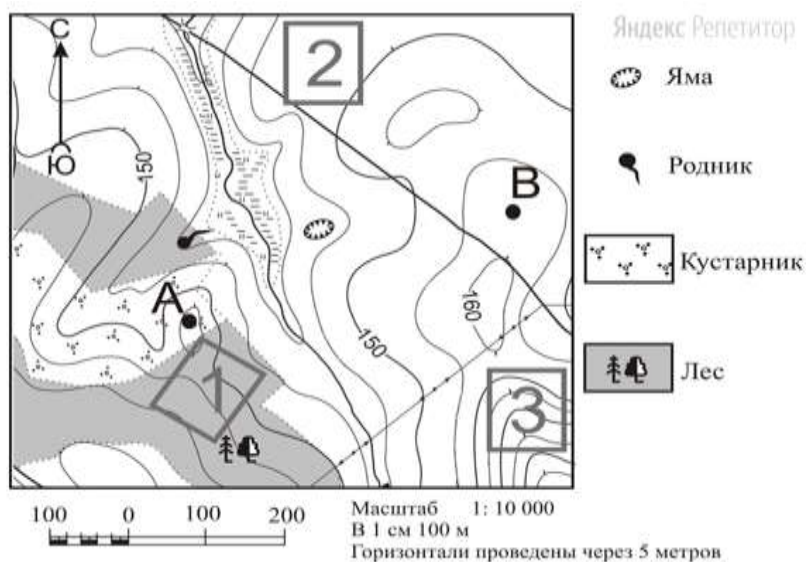 Яндекс Репетитор
С
Ю
2
Яма
150
B
Родник
A
160
Кустарник
150
1
3
Лес
100 0 100 200
Масштаб 1: 10 000
В 1 см 100 м
Горизонтали проведены через 5 метров